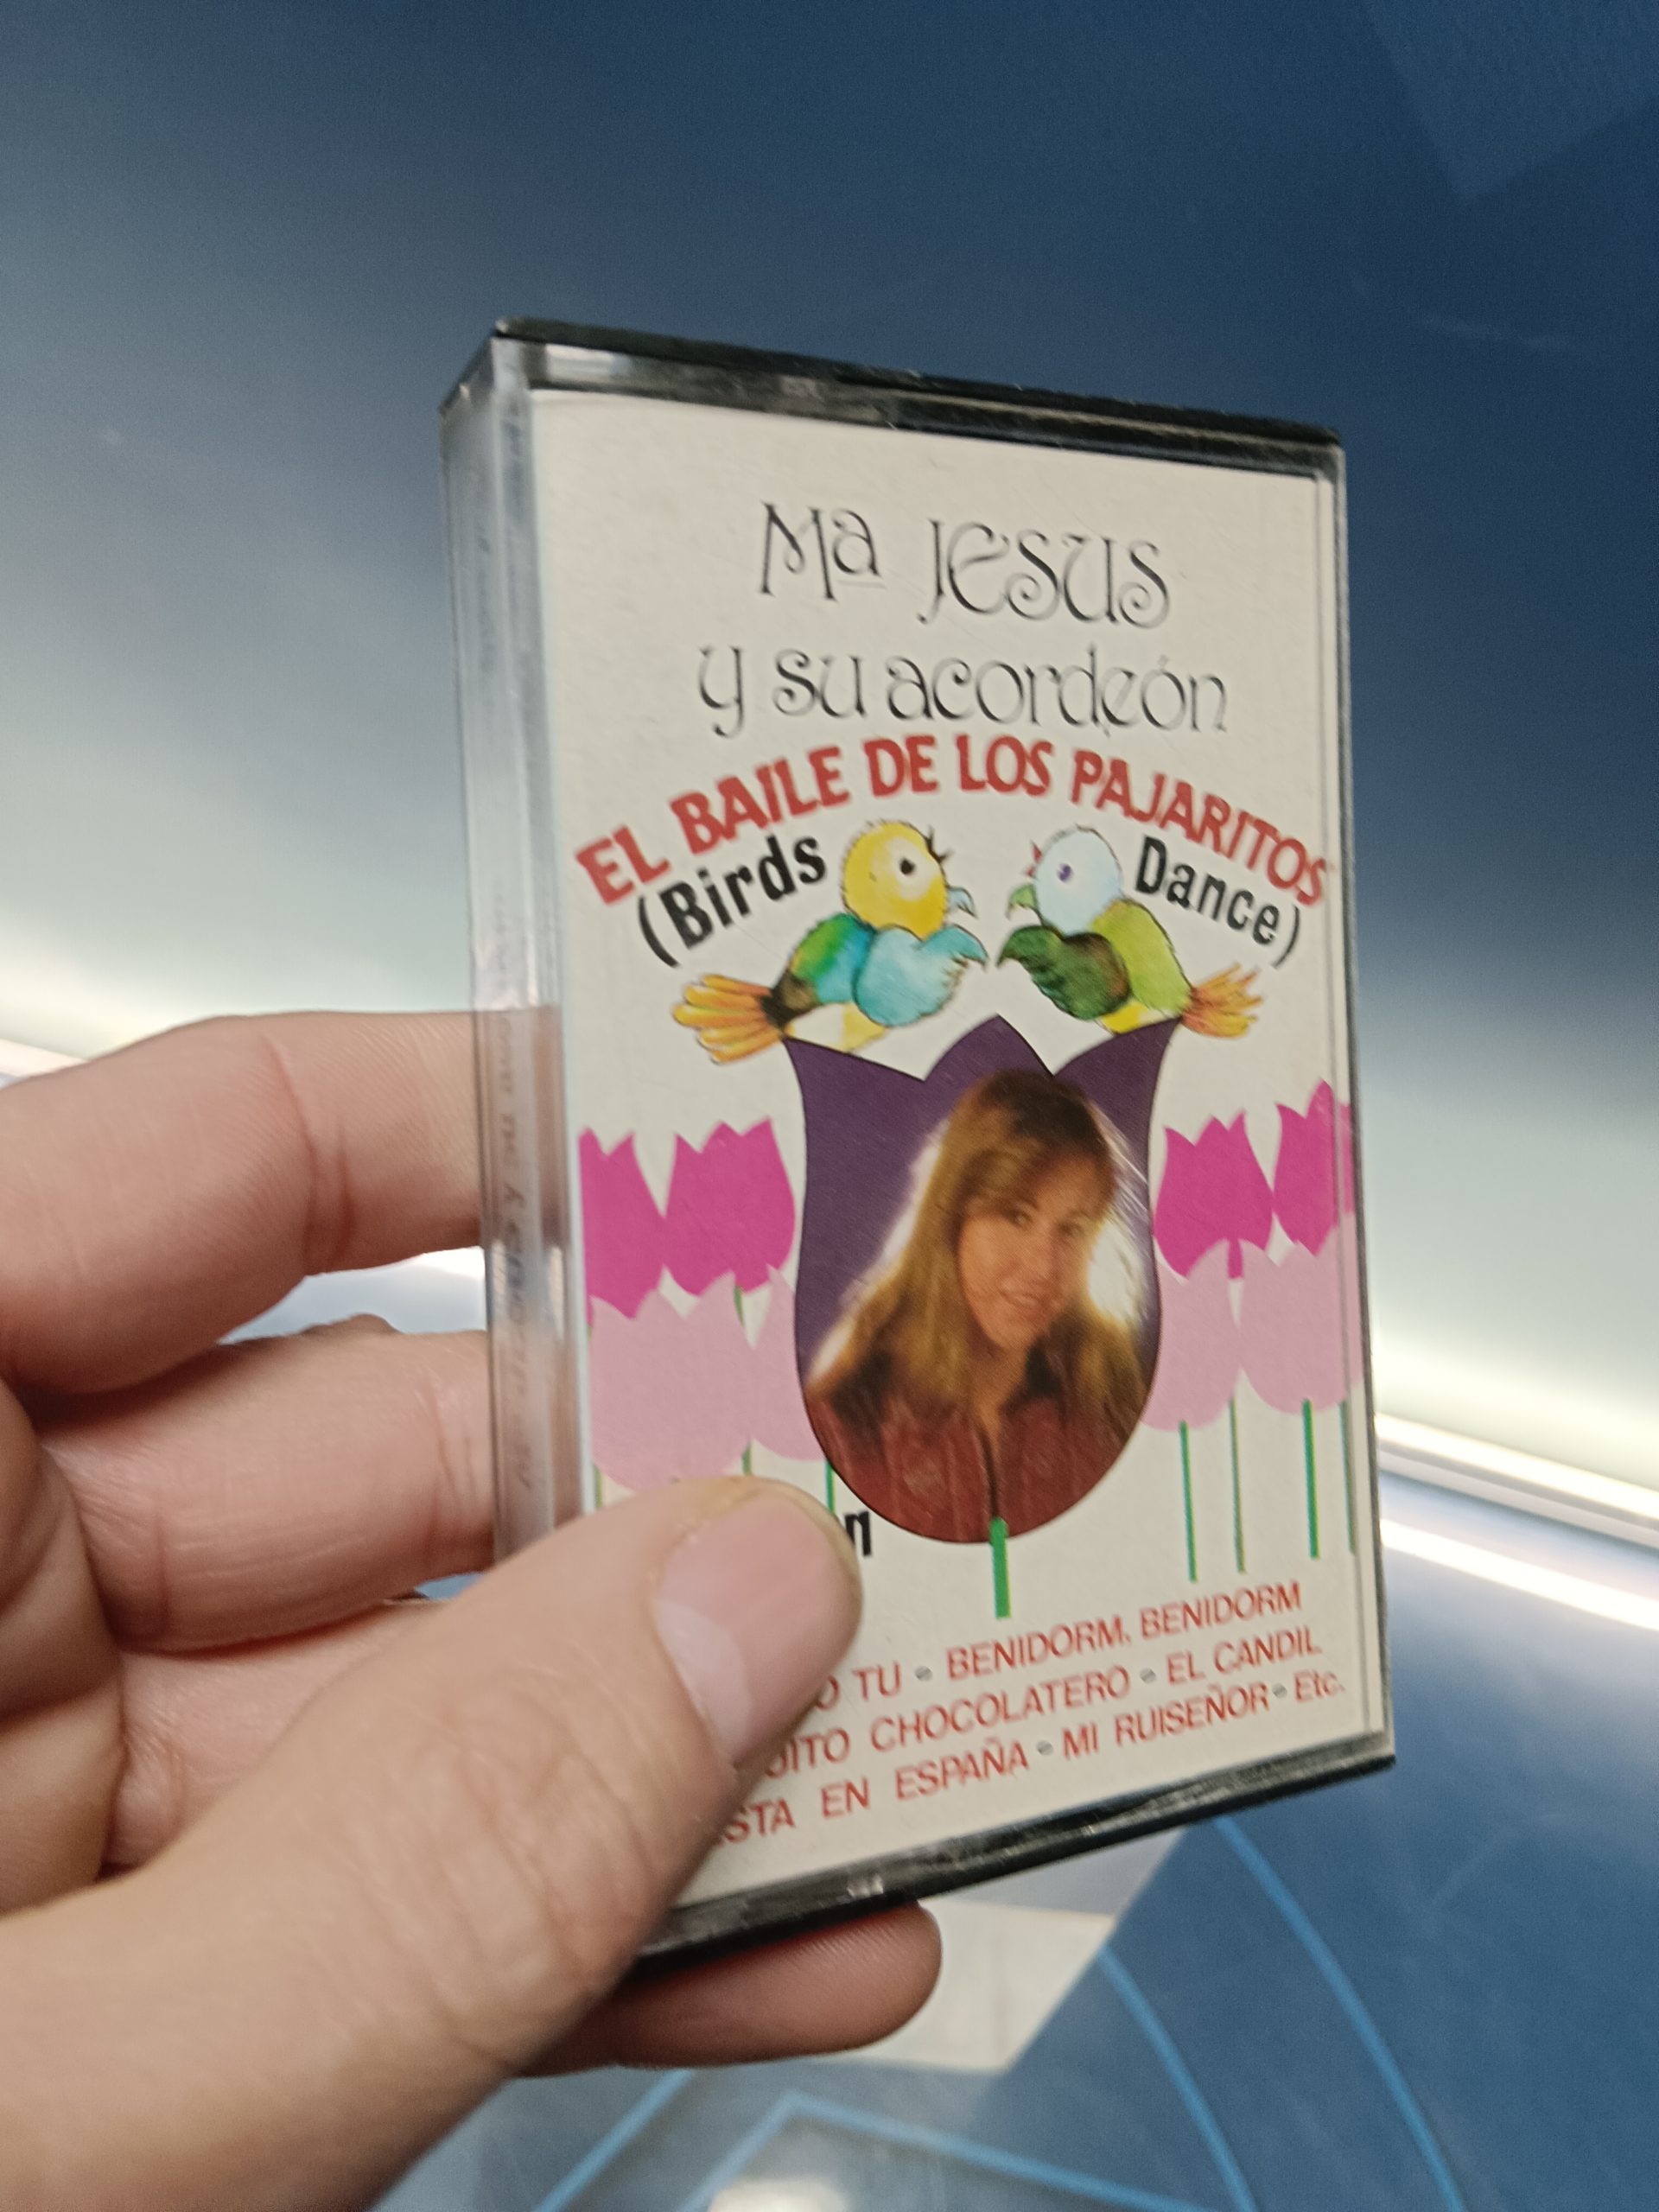 Mª JESUS
y su acordeón
EL BAILE DE LOS PAJARITOS
(Birds Dance)
TU • BENIDORM, BENIDORM
CHOCOLATERO • EL CANDIL
EN ESPAÑA • MI RUISEÑOR • Etc.